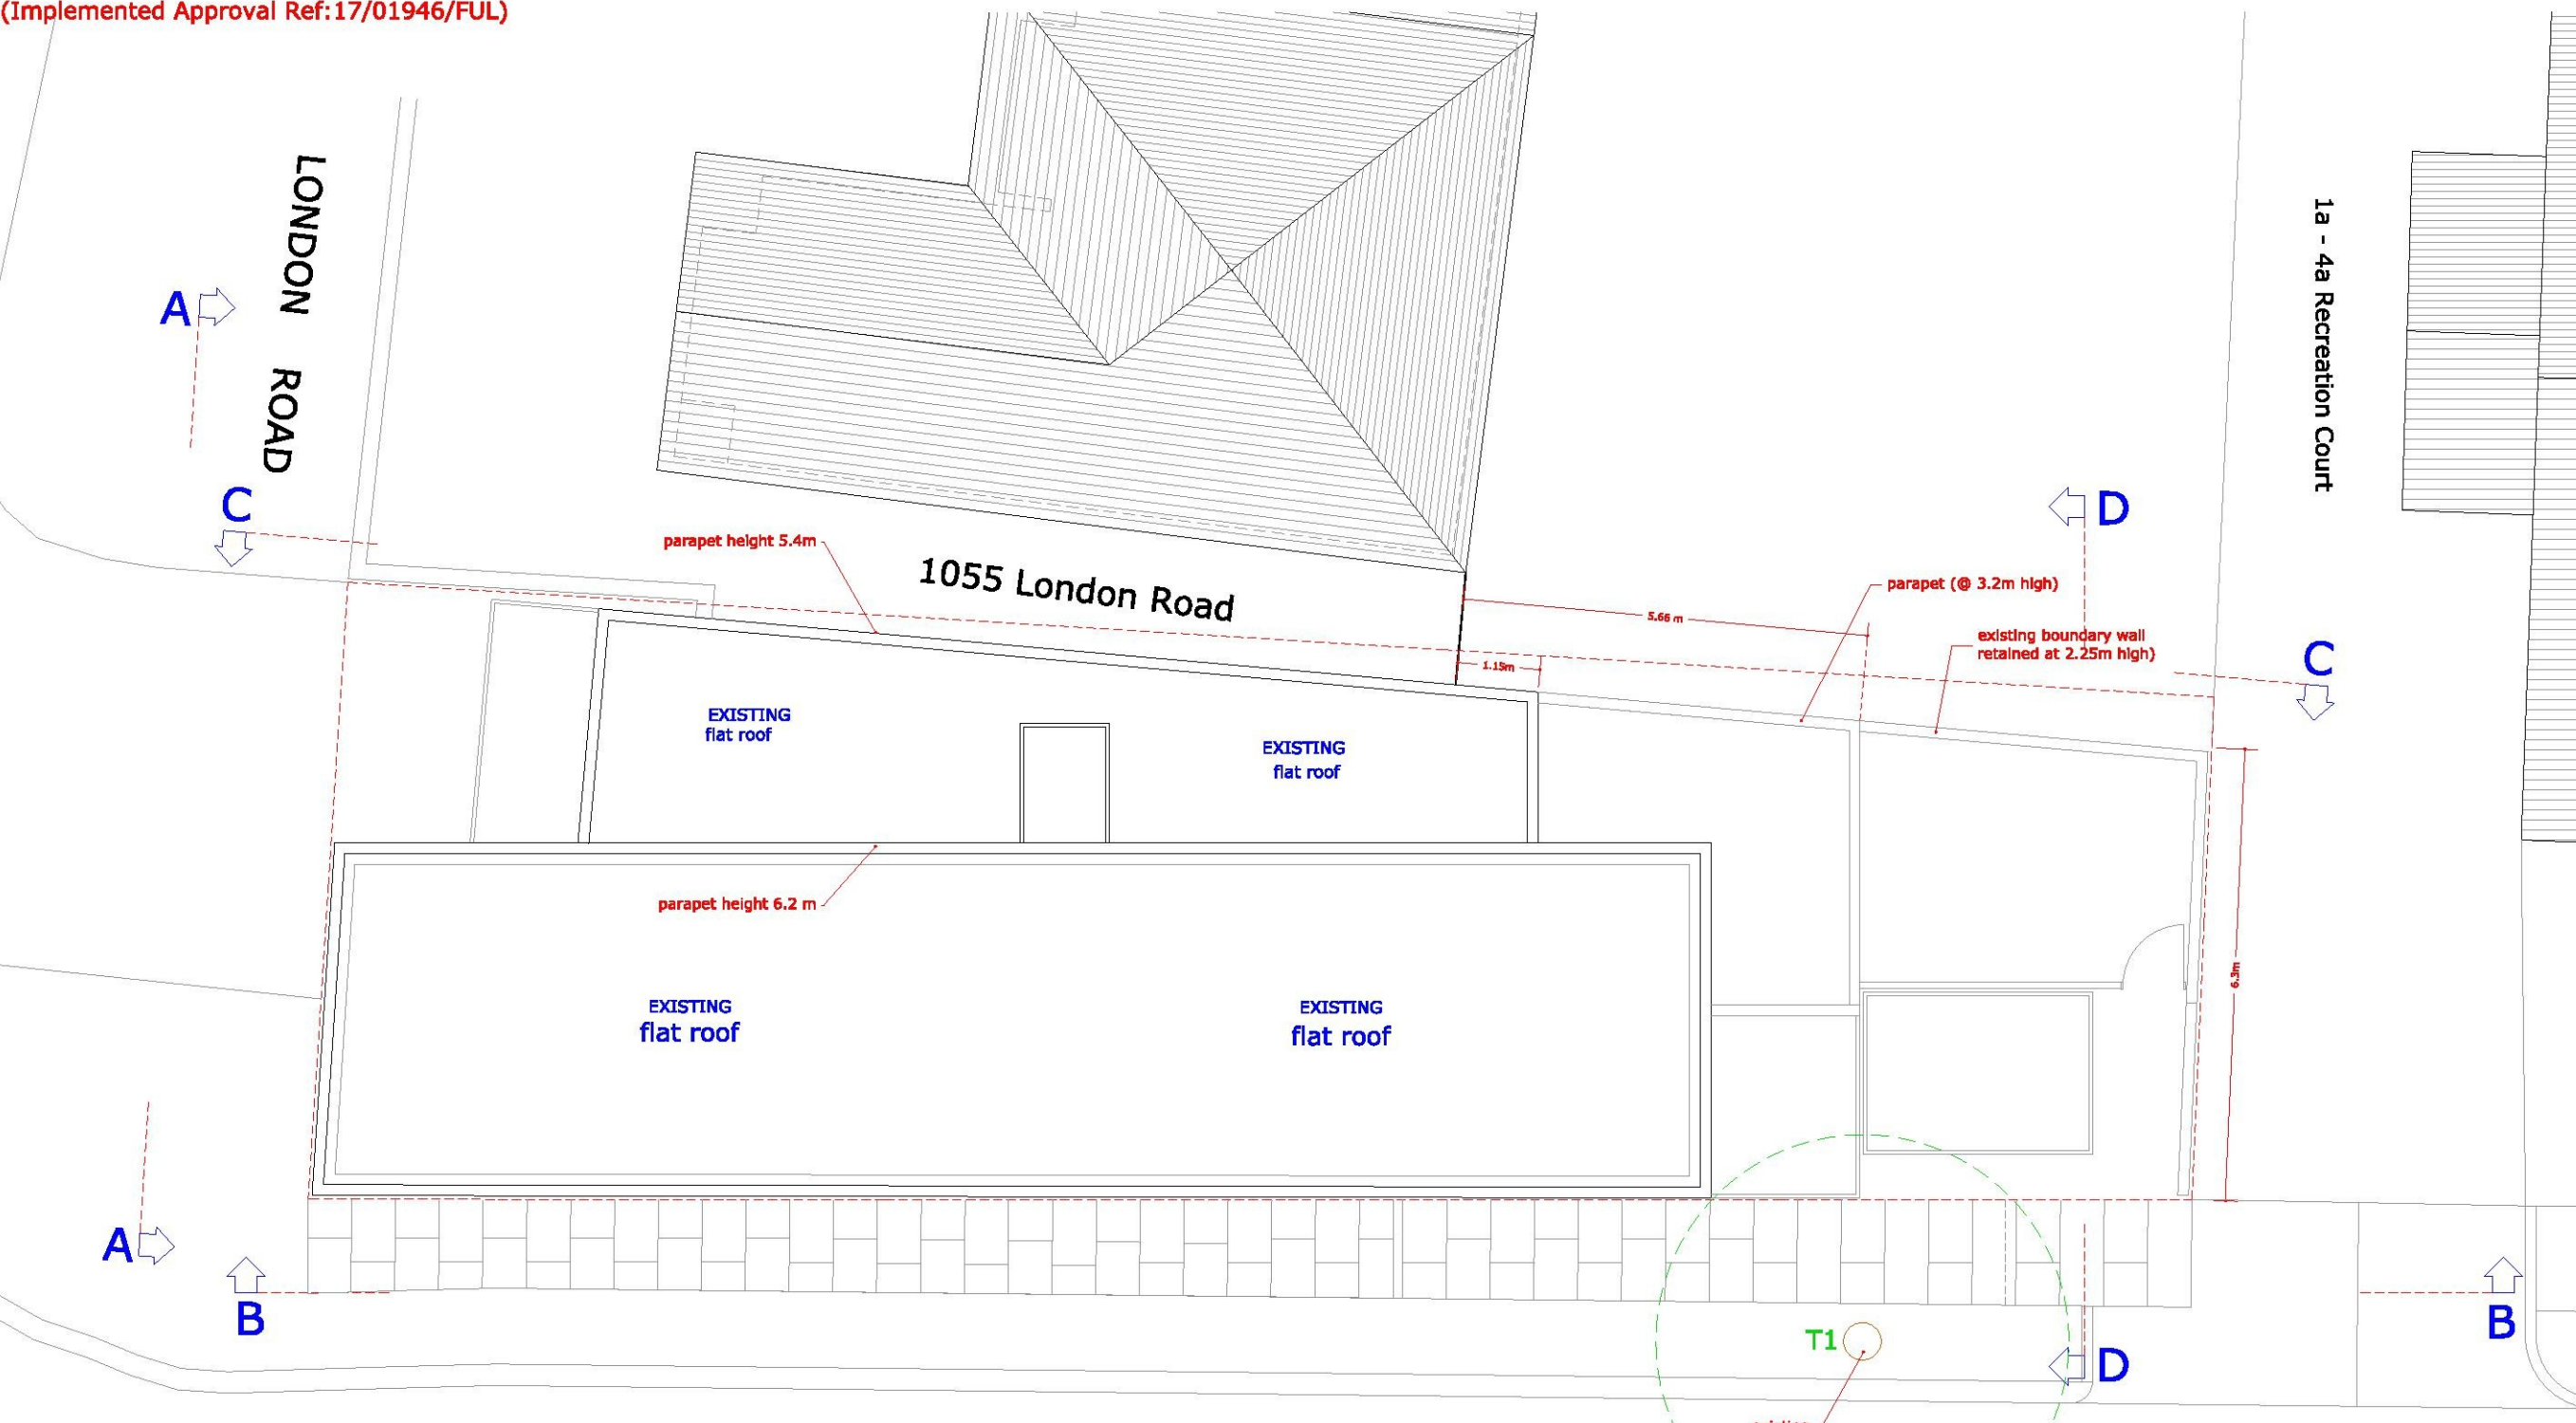 (Implemented Approval Ref:17/01946/FUL)
LONDON ROAD
1a - 4a Recreation Court
A
C
D
parapet height 5.4m
1055 London Road
parapet (@ 3.2m high)
5.66 m
existing boundary wall
retained at 2.25m high)
C
1.15m
EXISTING
flat roof
EXISTING
flat roof
parapet height 6.2 m
6.3m
EXISTING
flat roof
EXISTING
flat roof
A
B
B
T1
D